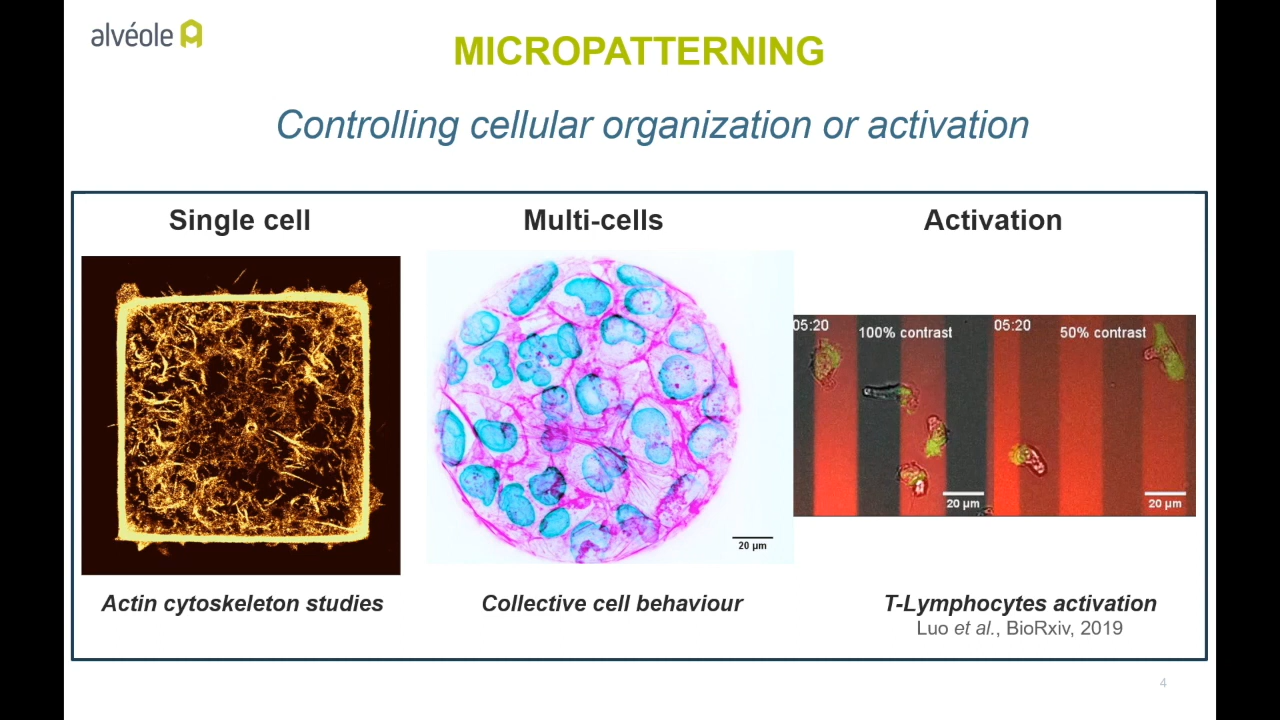 alvéole
MICROPATTERNING
Controlling cellular organization or activation
Single cell
Multi-cells
Activation
05:20
100% contrast
05:20
50% contrast
20 µm
20 µm
20 µm
Actin cytoskeleton studies
Collective cell behaviour
T-Lymphocytes activation
Luo et al., BioRxiv, 2019
4